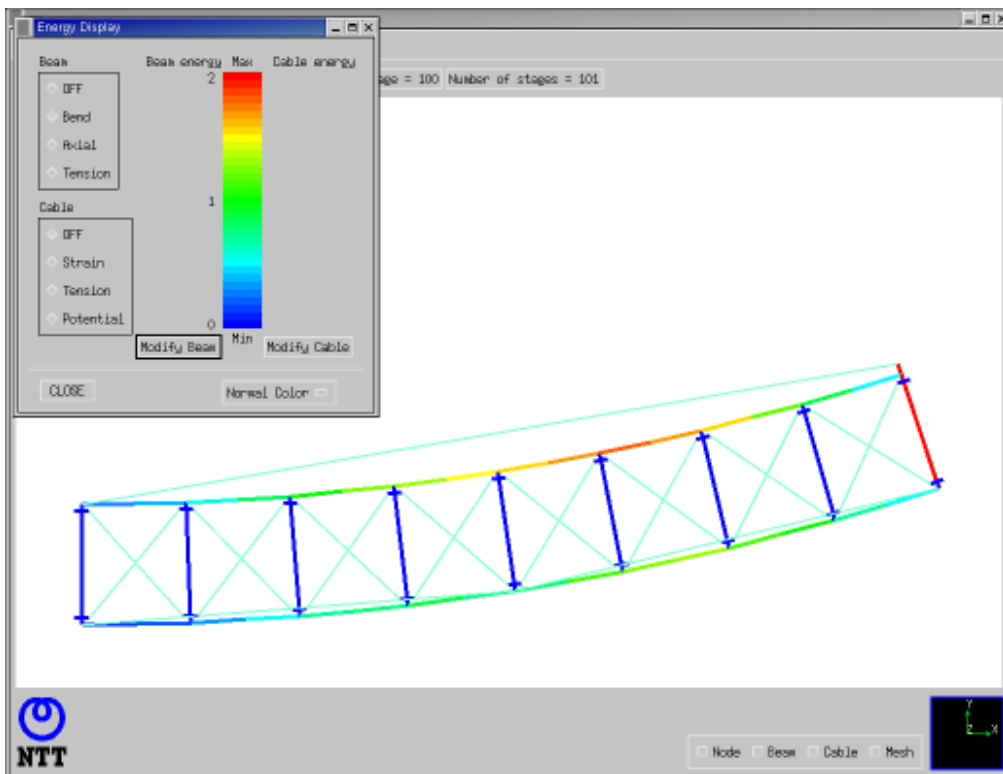 Energy Display
Beam
OFF
Bend
Axial
Tension
Cable
OFF
Strain
Tension
Potential
Beam energy Max Cable energy
2
1
0
Min
Modify Beam
Modify Cable
CLOSE
Normal Color
age = 100 Number of stages = 101
NTT
Node Beam Cable Mesh
Y
Z X